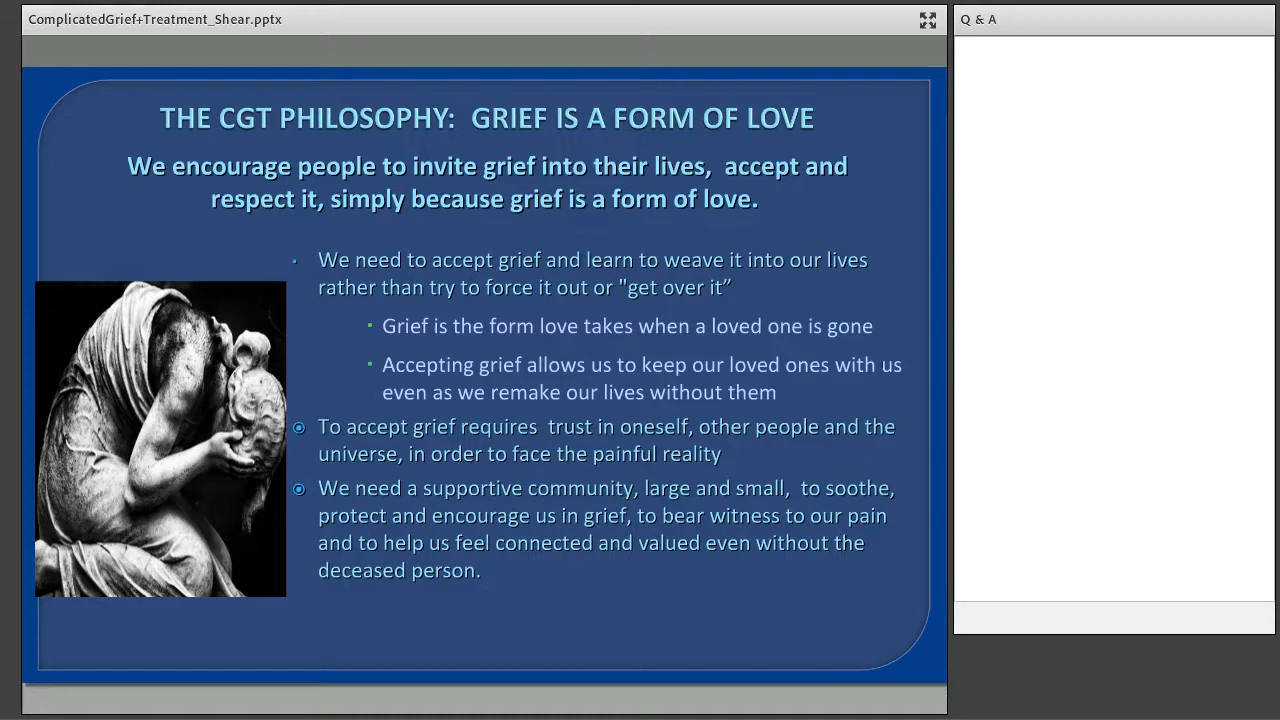 ComplicatedGrief+Treatment_Shear.pptx
Q & A
THE CGT PHILOSOPHY: GRIEF IS A FORM OF LOVE
We encourage people to invite grief into their lives, accept and
respect it, simply because grief is a form of love.
We need to accept grief and learn to weave it into our lives
rather than try to force it out or "get over it”
Grief is the form love takes when a loved one is gone
Accepting grief allows us to keep our loved ones with us
even as we remake our lives without them
To accept grief requires trust in oneself, other people and the
universe, in order to face the painful reality
We need a supportive community, large and small, to soothe,
protect and encourage us in grief, to bear witness to our pain
and to help us feel connected and valued even without the
deceased person.